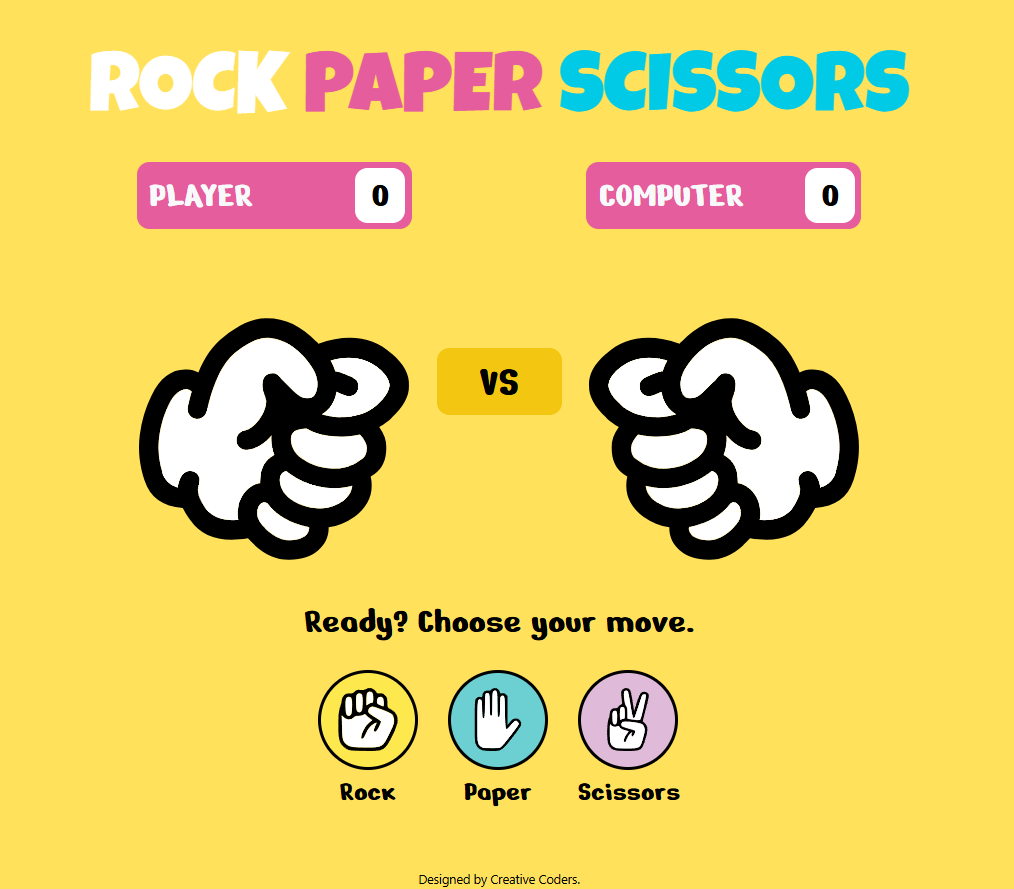 ROCK PAPER SCISSORS
PLAYER 0
COMPUTER 0
VS
Ready? Choose your move.
Rock
Paper
Scissors
Designed by Creative Coders.